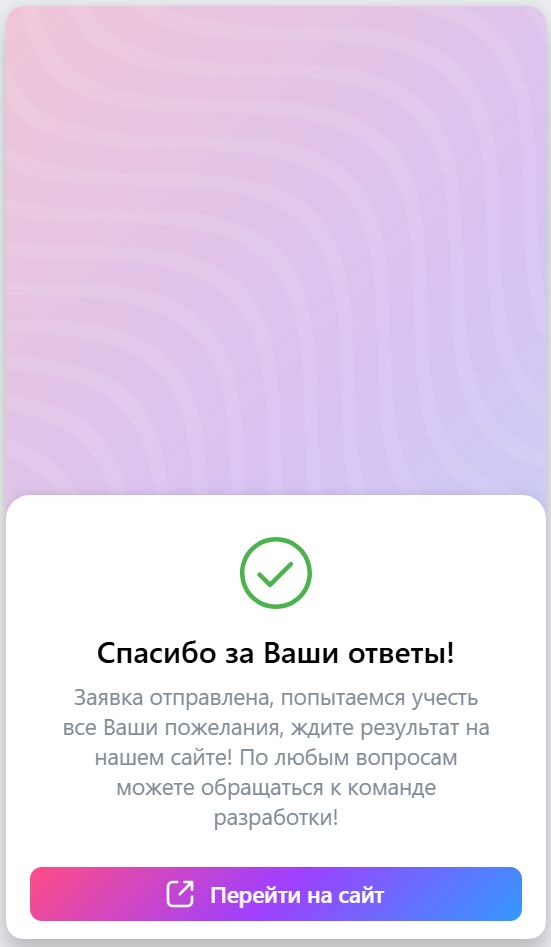 Спасибо за Ваши ответы!
Заявка отправлена, попытаемся учесть
все Ваши пожелания, ждите результат на
нашем сайте! По любым вопросам
можете обращаться к команде
разработки!
Перейти на сайт